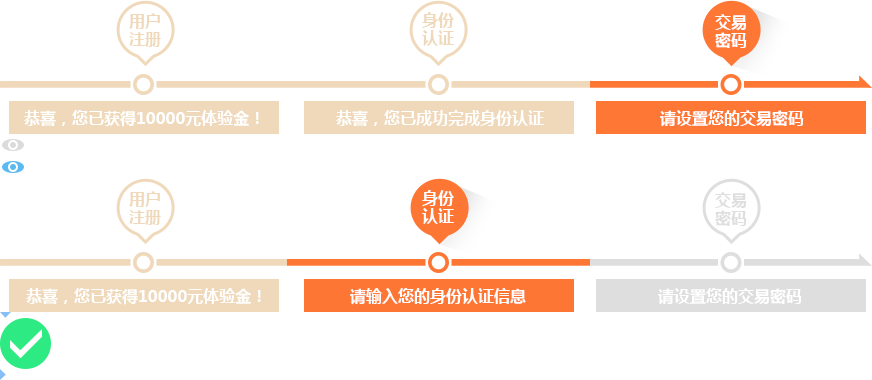 用户
注册
身份
认证
交易
密码
恭喜，您已获得10000元体验金！
恭喜，您已成功完成身份认证
请设置您的交易密码
用户
注册
身份
认证
交易
密码
恭喜，您已获得10000元体验金！
请输入您的身份认证信息
请设置您的交易密码